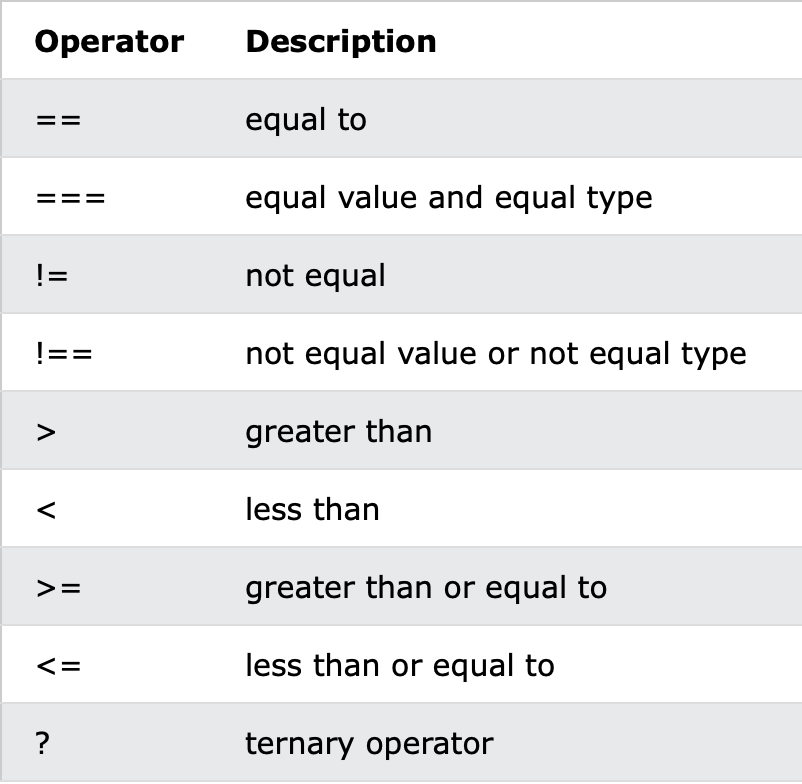 Operator Description
== equal to
=== equal value and equal type
!= not equal
!== not equal value or not equal type
> greater than
< less than
>= greater than or equal to
<= less than or equal to
? ternary operator